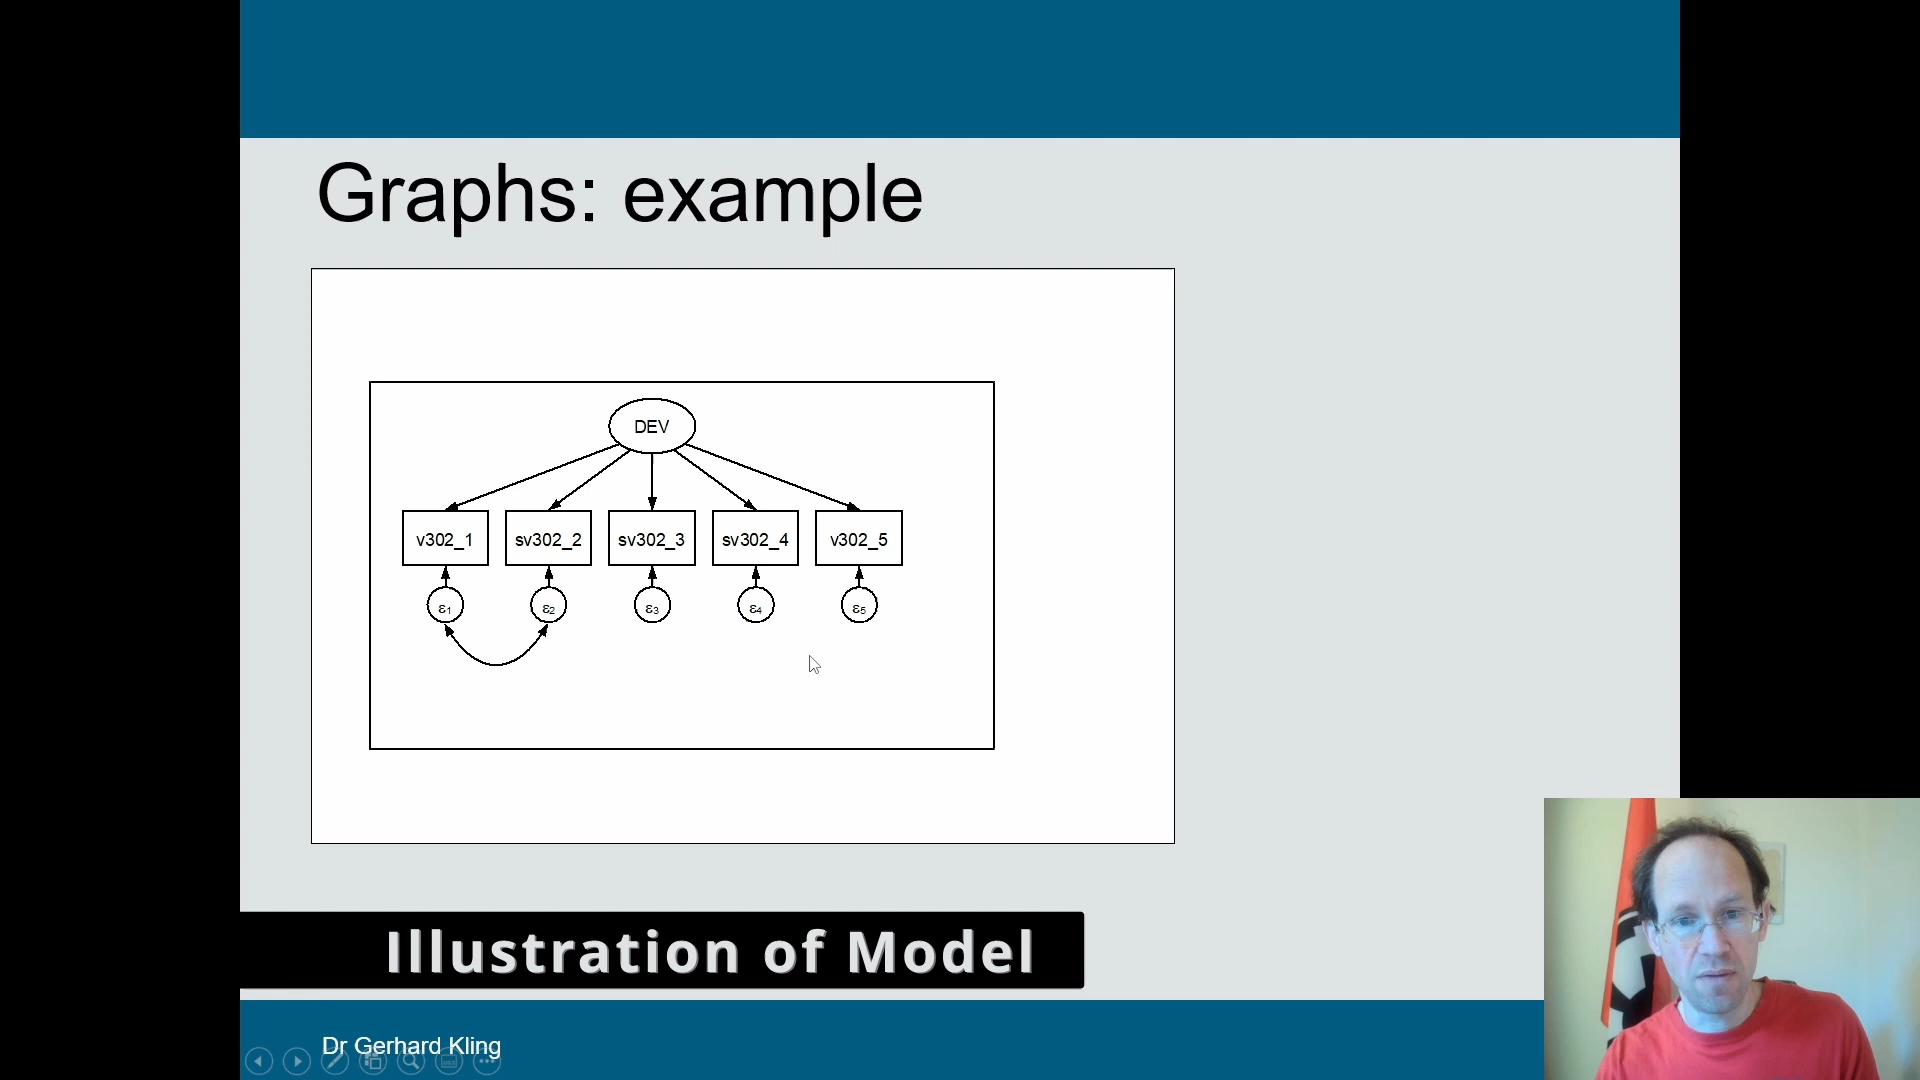 Graphs: example
DEV
v302_1 sv302_2 sv302_3 sv302_4 v302_5
ε1 ε2 ε3 ε4 ε5
Illustration of Model
Dr Gerhard Kling